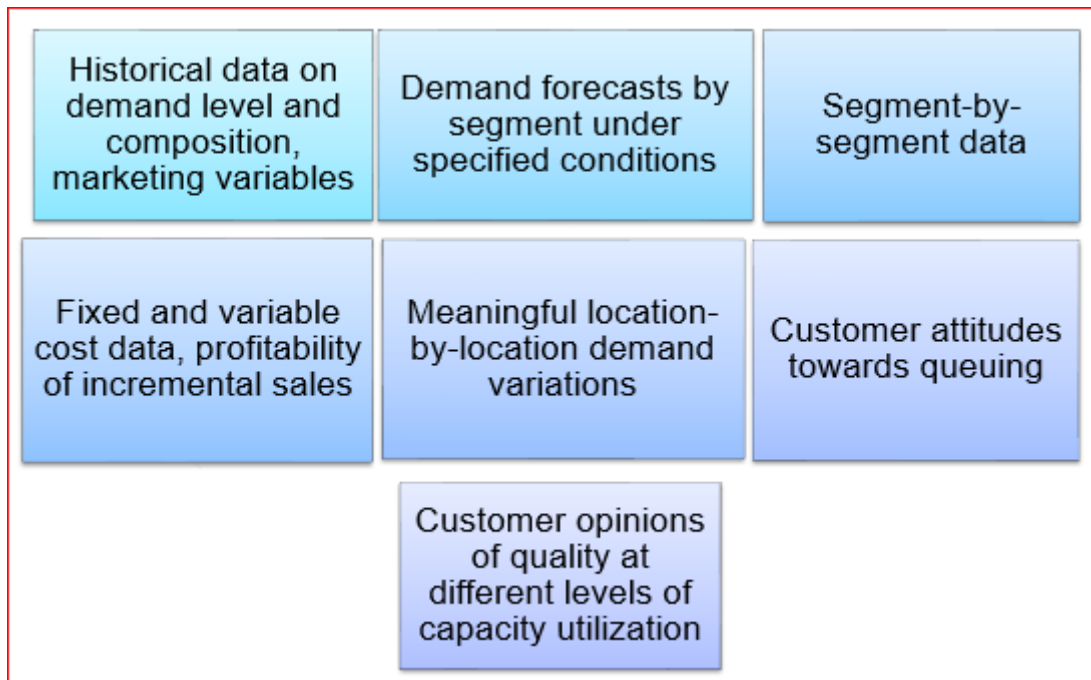 Historical data on
demand level and
composition,
marketing variables
Demand forecasts by
segment under
specified conditions
Segment-by-
segment data
Fixed and variable
cost data, profitability
of incremental sales
Meaningful location-
by-location demand
variations
Customer attitudes
towards queuing
Customer opinions
of quality at
different levels of
capacity utilization